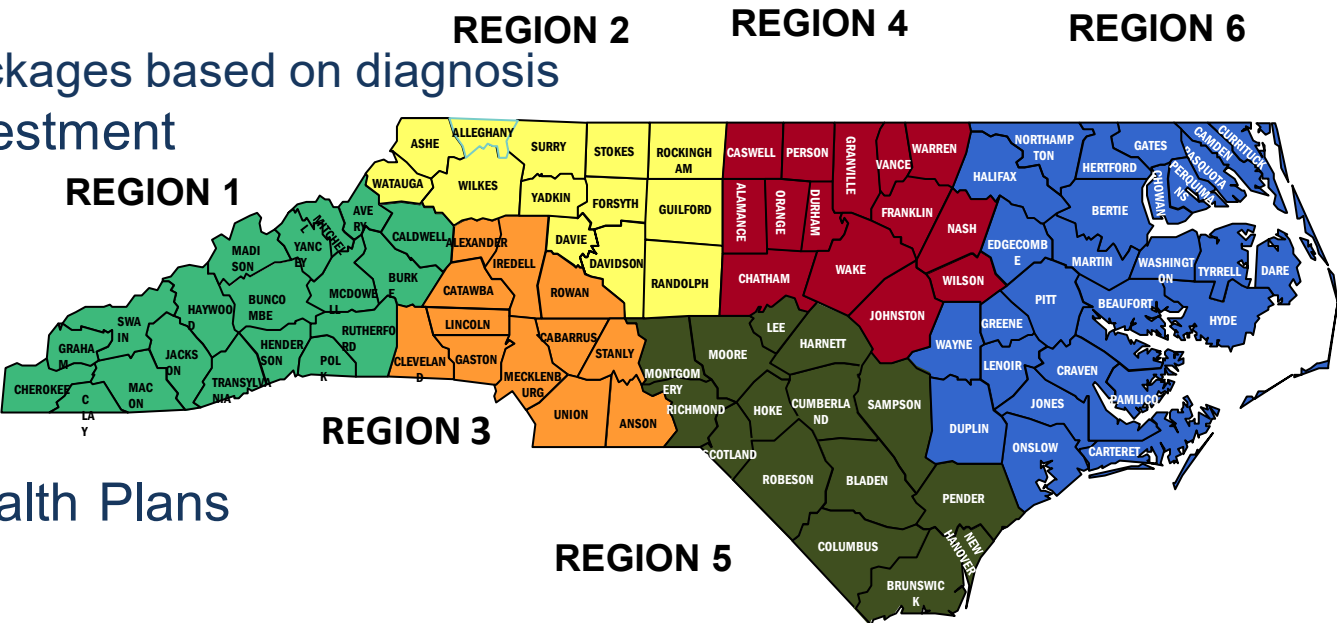 REGION 2
REGION 4
REGION 6
ckages based on diagnosis
estment
REGION 1
ASHE
ALLEGHANY
SURRY
STOKES
ROCKINGH
AM
WATAUGA
WILKES
YADKIN
FORSYTH
GUILFORD
DAVIE
DAVIDSON
RANDOLPH
CASWELL
PERSON
GRANVILLE
VANCE
WARREN
ALAMANCE
ORANGE
DURHAM
FRANKLIN
NASH
CHATHAM
WAKE
WILSON
JOHNSTON
NORTHAMP
TON
GATES
CAMDEN
CURRITUCK
PASQUOTA
PERQUIMA
NS
HERTFORD
CHOWAN
HALIFAX
BERTIE
EDGECOMB
E
MARTIN
WASHINGT
ON
TYRRELL
DARE
PITT
BEAUFORT
HYDE
GREENE
WAYNE
LENOIR
CRAVEN
JONES
PAMLICO
DUPLIN
ONSLOW
CARTERET
AVE
RY
MITCHEL
L
YANC
EY
MADI
SON
CALDWELL
BURK
E
MCDOWE
LL
BUNCO
MBE
HAYWOO
D
SWA
IN
GRAHA
M
JACKS
ON
HENDER
SON
RUTHERFO
RD
POL
K
TRANSYLVA
NIA
CHEROKEE
C
LA
Y
MAC
ON
ALEXANDER
IREDELL
CATAWBA
ROWAN
LINCOLN
CABARRUS
STANLY
CLEVELAN
D
GASTON
MECKLENB
URG
UNION
ANSON
REGION 3
LEE
MOORE
HARNETT
MONTGOM
ERY
RICHMOND
HOKE
CUMBERLA
ND
SAMPSON
SCOTLAND
ROBESON
BLADEN
PENDER
COLUMBUS
NEW
HANOVER
BRUNSWIC
K
alth Plans
REGION 5